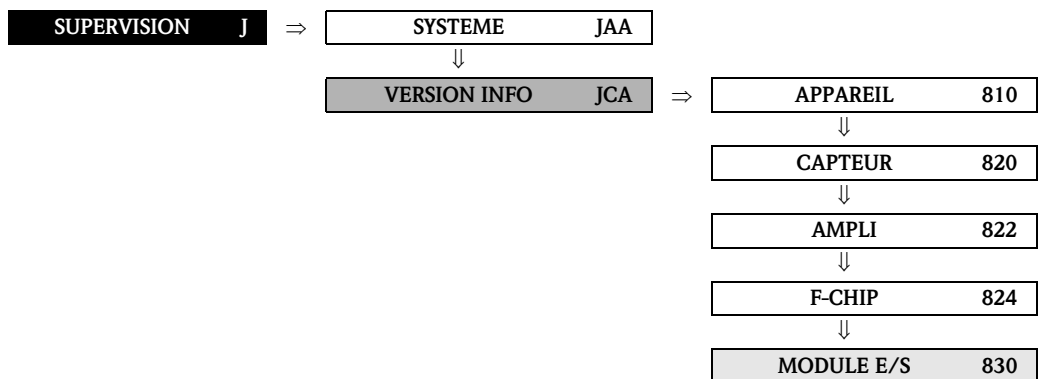 SUPERVISION J ⇒ SYSTEME JAA
⇓
VERSION INFO JCA ⇒ APPAREIL 810
⇓
CAPTEUR 820
⇓
AMPLI 822
⇓
F-CHIP 824
⇓
MODULE E/S 830